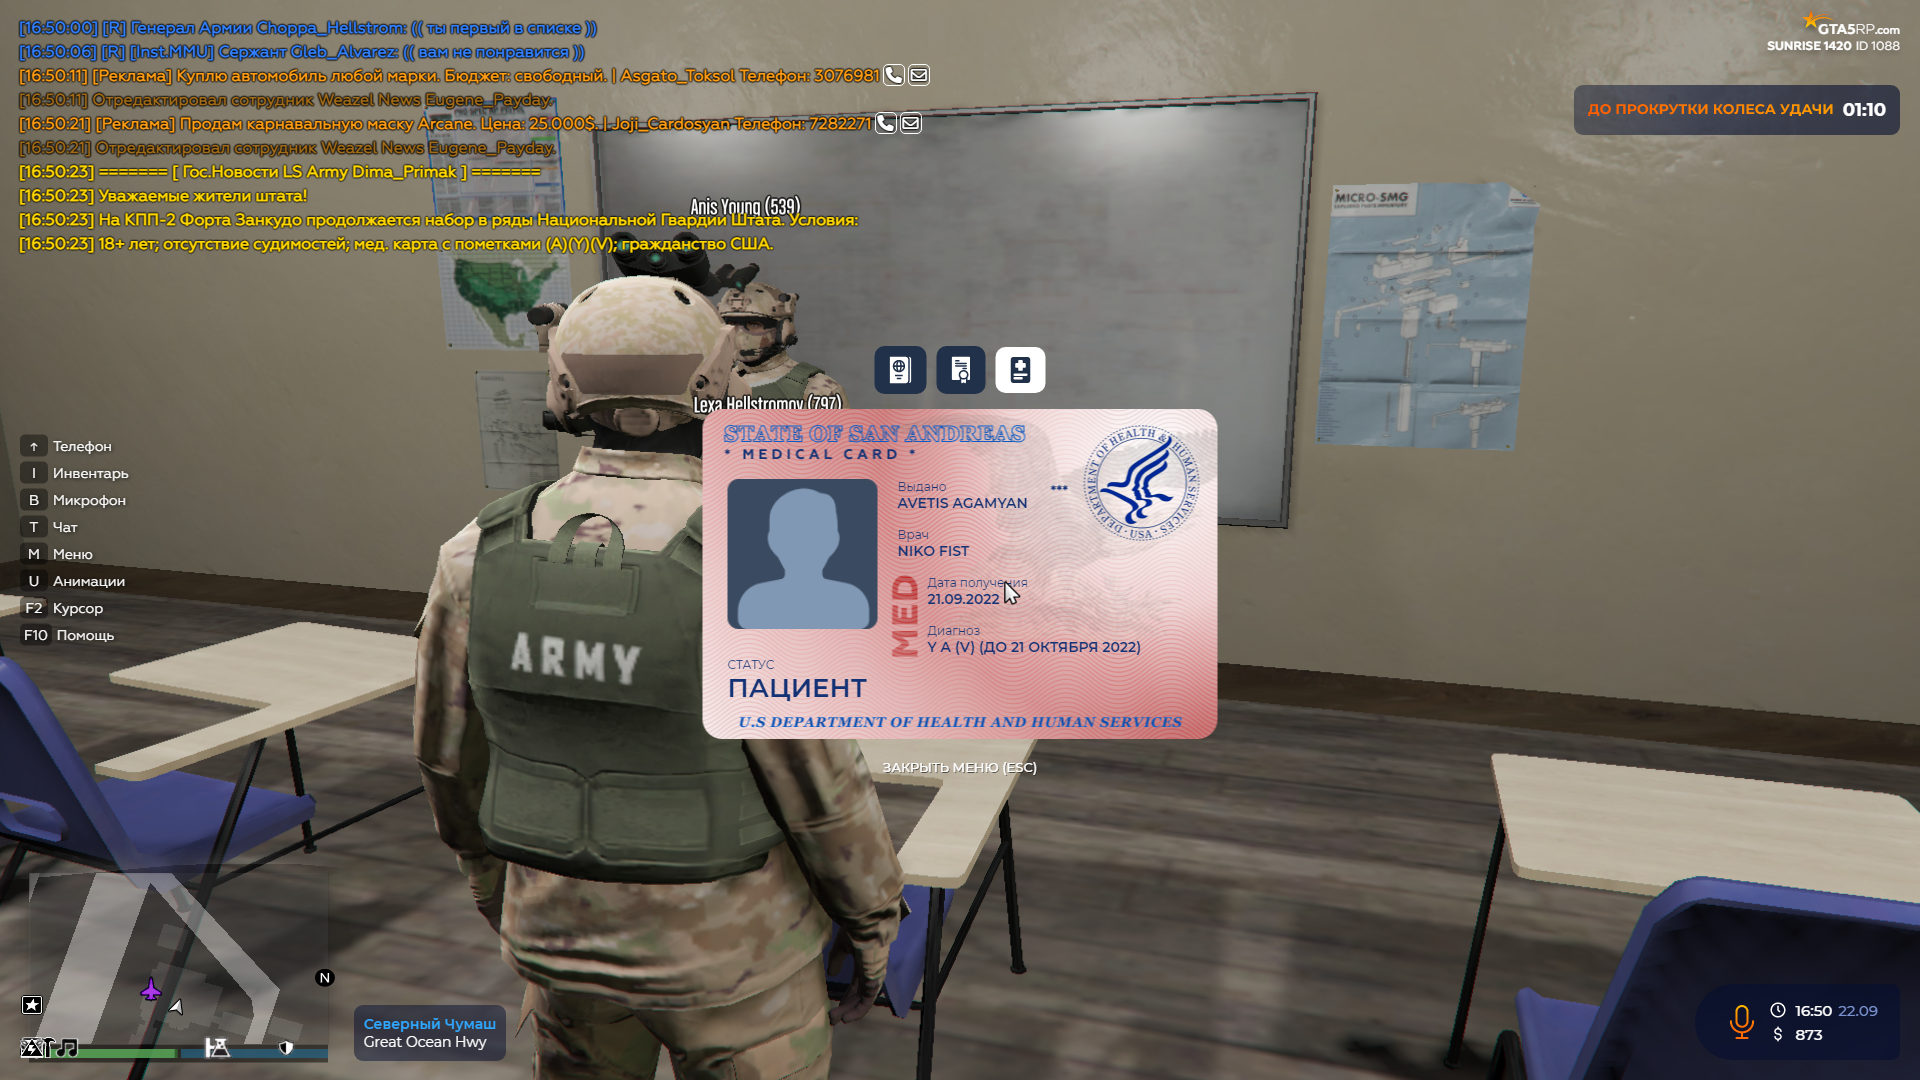 [16:50:00] [R] Генерал Армии Choppa_Hellstrom: (( ты первый в списке ))
[16:50:06] [R] [Inst.MMU] Сержант Gleb_Alvarez: (( вам не понравится ))
[16:50:11] [Реклама] Куплю автомобиль любой марки. Бюджет: свободный. | Asgato_Toksol Телефон: 3076981
[16:50:11] Отредактировал сотрудник Weazel News Eugene_Payday.
[16:50:21] [Реклама] Продам карнавальную маску Arcane. Цена: 25.000$. | Joji_Cardosyan Телефон: 7282271
[16:50:21] Отредактировал сотрудник Weazel News Eugene_Payday.
[16:50:23] ======= [ Гос.Новости LS Army Dima_Primak ] =======
[16:50:23] Уважаемые жители штата!
[16:50:23] На КПП-2 Форта Занкудо продолжается набор в ряды Национальной Гвардии Штата. Условия:
[16:50:23] 18+ лет; отсутствие судимостей; мед. карта с пометками (A)(Y)(V); гражданство США.
GTA5RP.com
SUNRISE 1420 ID 1088
ДО ПРОКРУТКИ КОЛЕСА УДАЧИ 01:10
Anis Young (539)
MICRO-SMG
Lexa Hellstromov (797)
↑ Телефон
I Инвентарь
B Микрофон
T Чат
M Меню
U Анимации
F2 Курсор
F10 Помощь
ARMY
STATE OF SAN ANDREAS
* MEDICAL CARD *
Выдано
AVETIS AGAMYAN
***
Врач
NIKO FIST
MED
Дата получения
21.09.2022
Диагноз
Y A (V) (ДО 21 ОКТЯБРЯ 2022)
DEPARTMENT OF HEALTH & HUMAN SERVICES · USA ·
СТАТУС
ПАЦИЕНТ
U.S DEPARTMENT OF HEALTH AND HUMAN SERVICES
ЗАКРЫТЬ МЕНЮ (ESC)
N
Северный Чумаш
Great Ocean Hwy
16:50 22.09
$ 873